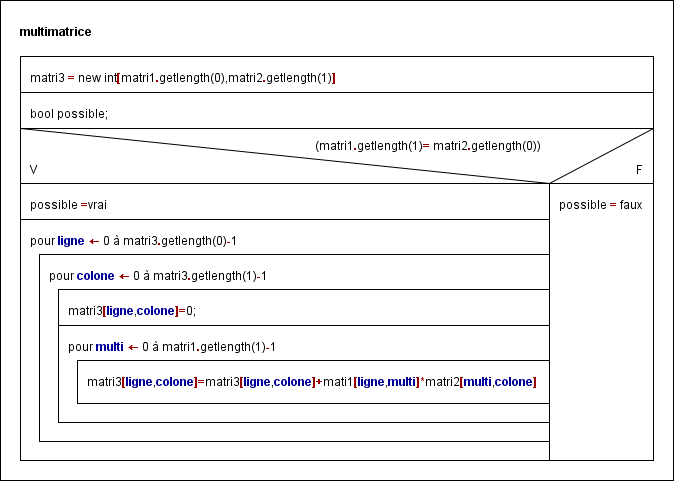 multimatrice
matri3 = new int[matri1.getlength(0),matri2.getlength(1)]
bool possible;
(matri1.getlength(1)= matri2.getlength(0))
V F
possible =vrai
possible = faux
pour ligne ← 0 à matri3.getlength(0)-1
pour colone ← 0 à matri3.getlength(1)-1
matri3[ligne,colone]=0;
pour multi ← 0 à matri1.getlength(1)-1
matri3[ligne,colone]=matri3[ligne,colone]+mati1[ligne,multi]*matri2[multi,colone]